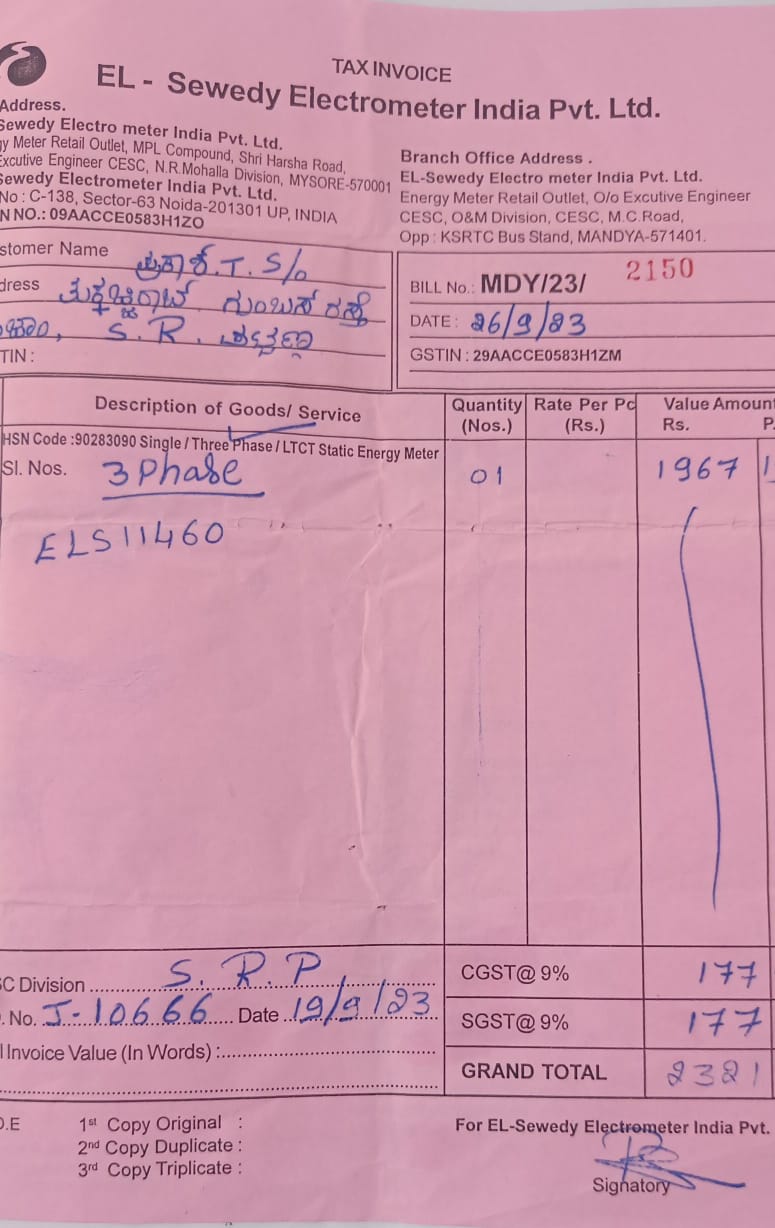 TAX INVOICE
EL - Sewedy Electrometer India Pvt. Ltd.
Address.
Sewedy Electro meter India Pvt. Ltd.
gy Meter Retail Outlet, MPL Compound, Shri Harsha Road,
Excutive Engineer CESC, N.R.Mohalla Division, MYSORE-570001
Sewedy Electrometer India Pvt. Ltd.
No : C-138, Sector-63 Noida-201301 UP, INDIA
N NO.: 09AACCE0583H1ZO
Branch Office Address .
EL-Sewedy Electro meter India Pvt. Ltd.
Energy Meter Retail Outlet, O/o Excutive Engineer
CESC, O&M Division, CESC, M.C.Road,
Opp : KSRTC Bus Stand, MANDYA-571401.
stomer Name .T. S/o
dress
S.R.
TIN :
BILL No.: MDY/23/ 2150
DATE : 26/9/23
GSTIN : 29AACCE0583H1ZM
Description of Goods/ Service Quantity (Nos.) Rate Per Pc (Rs.) Value Amount Rs. P.
HSN Code :90283090 Single / Three Phase / LTCT Static Energy Meter
Sl. Nos. 3 Phase 01 1967
ELS11460
SC Division S.R.P
. No. J-10666 Date 19/9/23
l Invoice Value (In Words) :
CGST@ 9% 177
SGST@ 9% 177
GRAND TOTAL 2321
O.E
1st Copy Original :
2nd Copy Duplicate :
3rd Copy Triplicate :
For EL-Sewedy Electrometer India Pvt.
Signatory